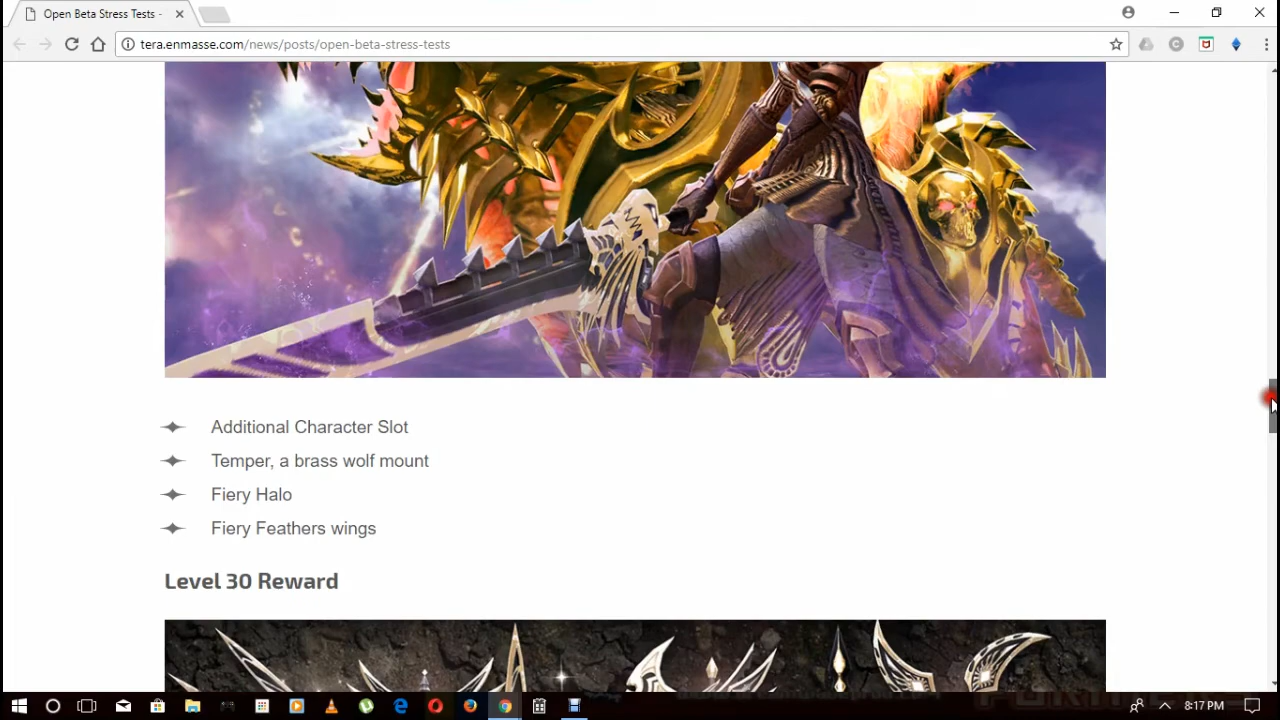 Open Beta Stress Tests -
tera.enmasse.com/news/posts/open-beta-stress-tests
Additional Character Slot
Temper, a brass wolf mount
Fiery Halo
Fiery Feathers wings
Level 30 Reward
8:17 PM